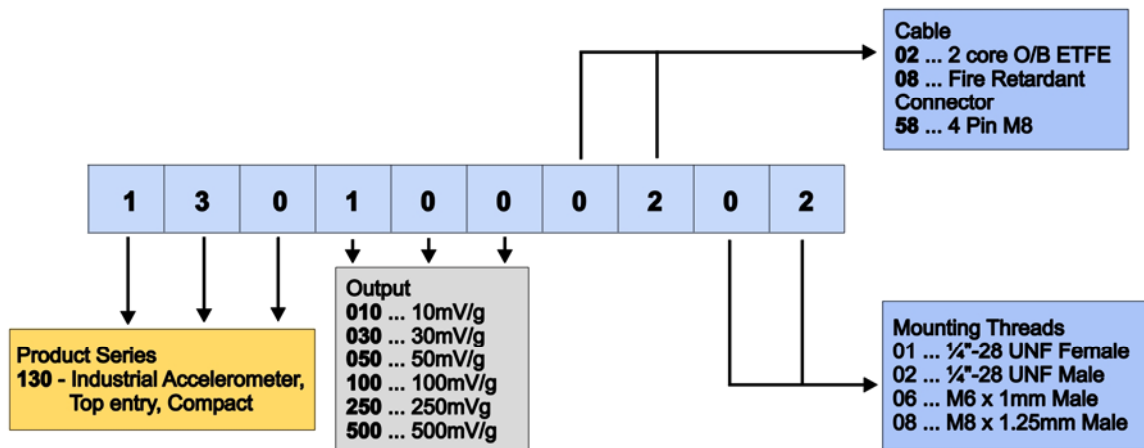 Cable
02 ... 2 core O/B ETFE
08 ... Fire Retardant
Connector
58 ... 4 Pin M8
1 3 0 1 0 0 0 2 0 2
Product Series
130 - Industrial Accelerometer,
Top entry, Compact
Output
010 ... 10mV/g
030 ... 30mV/g
050 ... 50mV/g
100 ... 100mV/g
250 ... 250mVg
500 ... 500mV/g
Mounting Threads
01 ... ¼"-28 UNF Female
02 ... ¼"-28 UNF Male
06 ... M6 x 1mm Male
08 ... M8 x 1.25mm Male